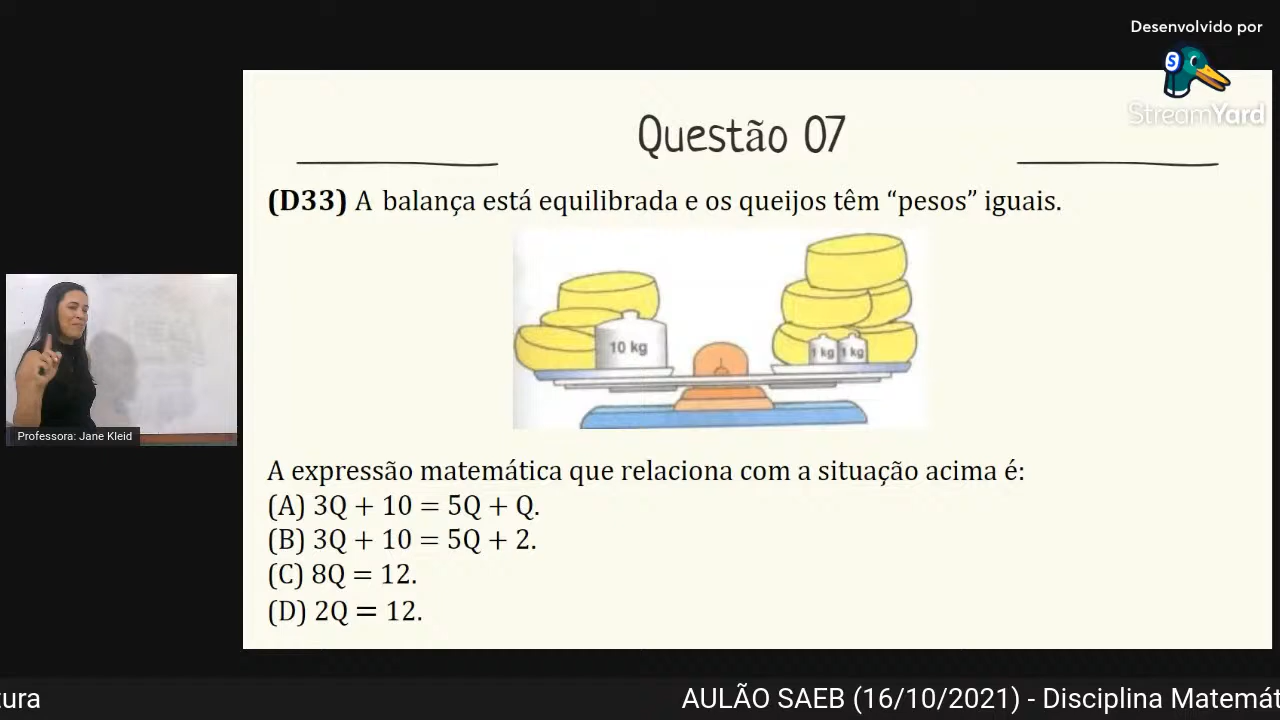 Desenvolvido por
S
StreamYard
Questão 07
(D33) A balança está equilibrada e os queijos têm “pesos” iguais.
10 kg
1 kg 1 kg
A expressão matemática que relaciona com a situação acima é:
(A) 3Q + 10 = 5Q + Q.
(B) 3Q + 10 = 5Q + 2.
(C) 8Q = 12.
(D) 2Q = 12.
Professora: Jane Kleid
tura
AULÃO SAEB (16/10/2021) - Disciplina Matemát